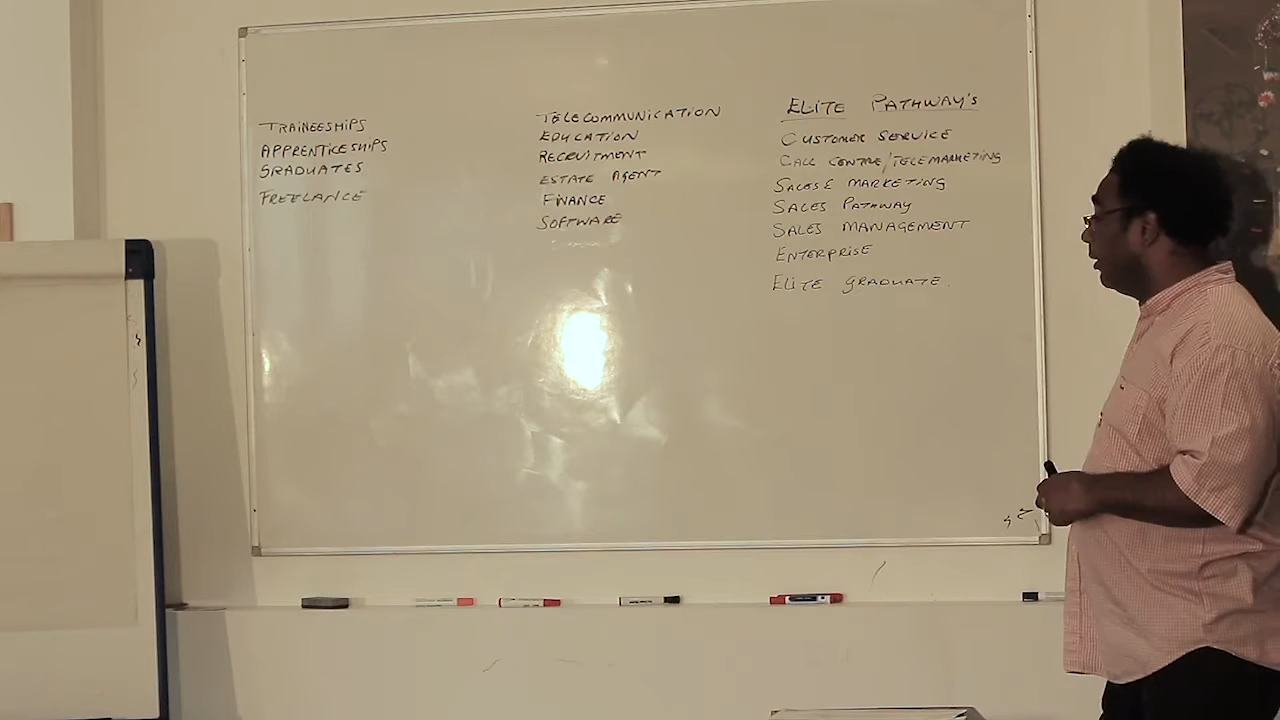 TRAINEESHIPS
APPRENTICESHIPS
GRADUATES
FREELANCE
TELECOMMUNICATION
EDUCATION
RECRUITMENT
ESTATE AGENT
FINANCE
SOFTWARE
ELITE PATHWAY'S
CUSTOMER SERVICE
CALL CENTRE/TELEMARKETING
SALES & MARKETING
SALES PATHWAY
SALES MANAGEMENT
ENTERPRISE
ELITE GRADUATE.